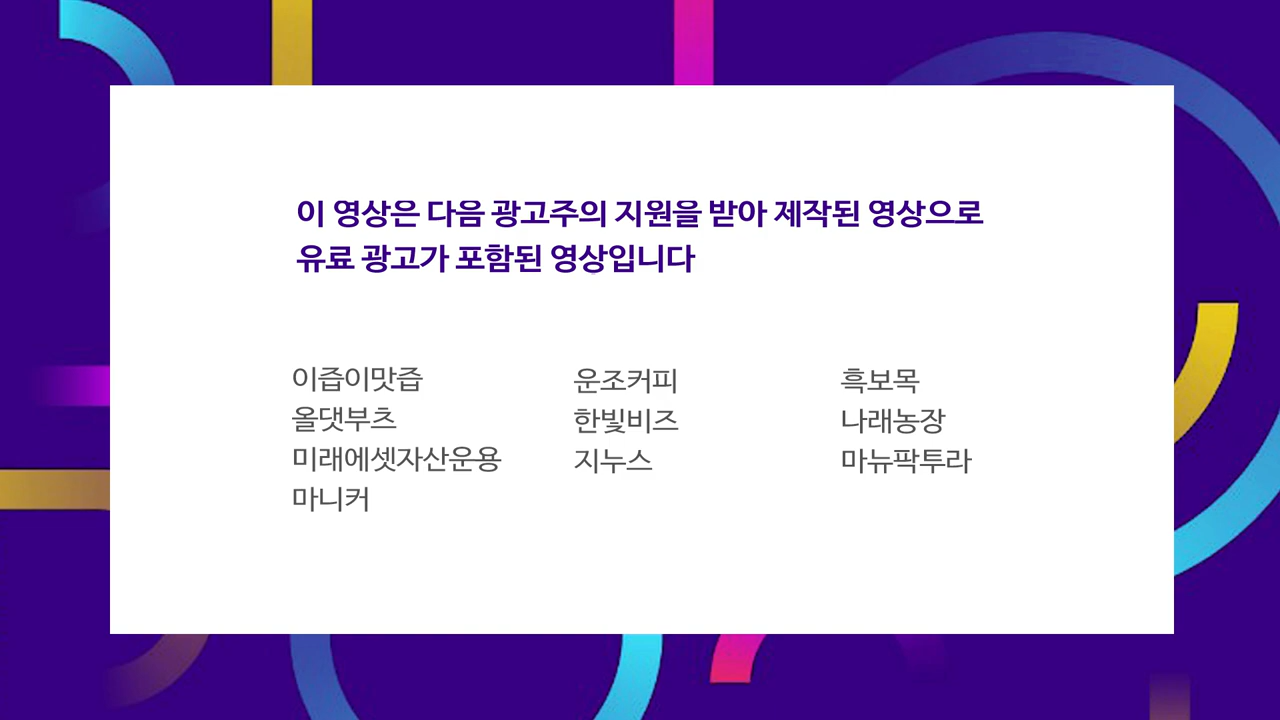 이 영상은 다음 광고주의 지원을 받아 제작된 영상으로
유료 광고가 포함된 영상입니다
이즙이맛즙
올댓부츠
미래에셋자산운용
마니커
운조커피
한빛비즈
지누스
흑보목
나래농장
마뉴팍투라